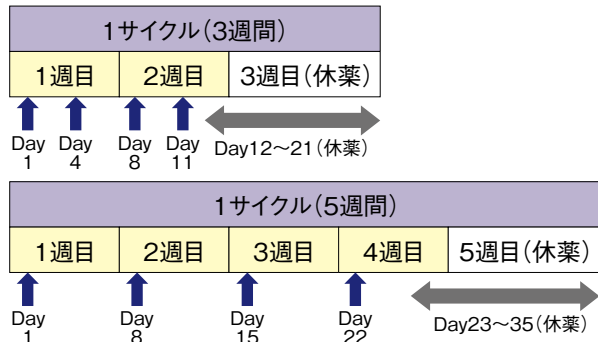 1サイクル（3週間）
1週目 2週目 3週目（休薬）
Day Day Day Day Day12～21（休薬）
1 4 8 11
1サイクル（5週間）
1週目 2週目 3週目 4週目 5週目（休薬）
Day Day Day Day Day23～35（休薬）
1 8 15 22